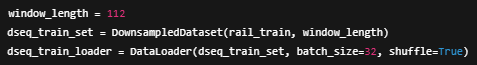 window_length = 112
dseq_train_set = DownsampledDataset(rail_train, window_length)
dseq_train_loader = DataLoader(dseq_train_set, batch_size=32, shuffle=True)